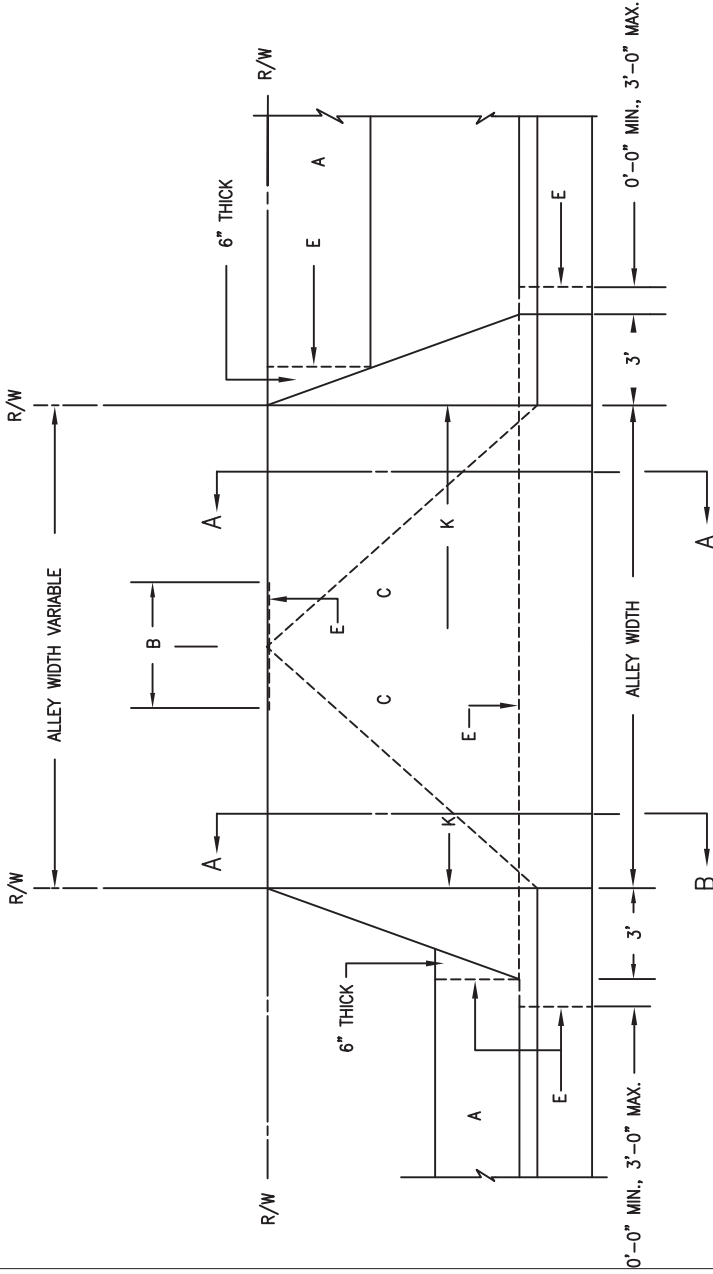 R/W
R/W
ALLEY WIDTH VARIABLE
B
R/W
R/W
6" THICK
A
E
A
A
E
C
C
K
K
E
6" THICK
A
E
E
3'
ALLEY WIDTH
3'
0'-0" MIN., 3'-0" MAX.
0'-0" MIN., 3'-0" MAX.
B
A